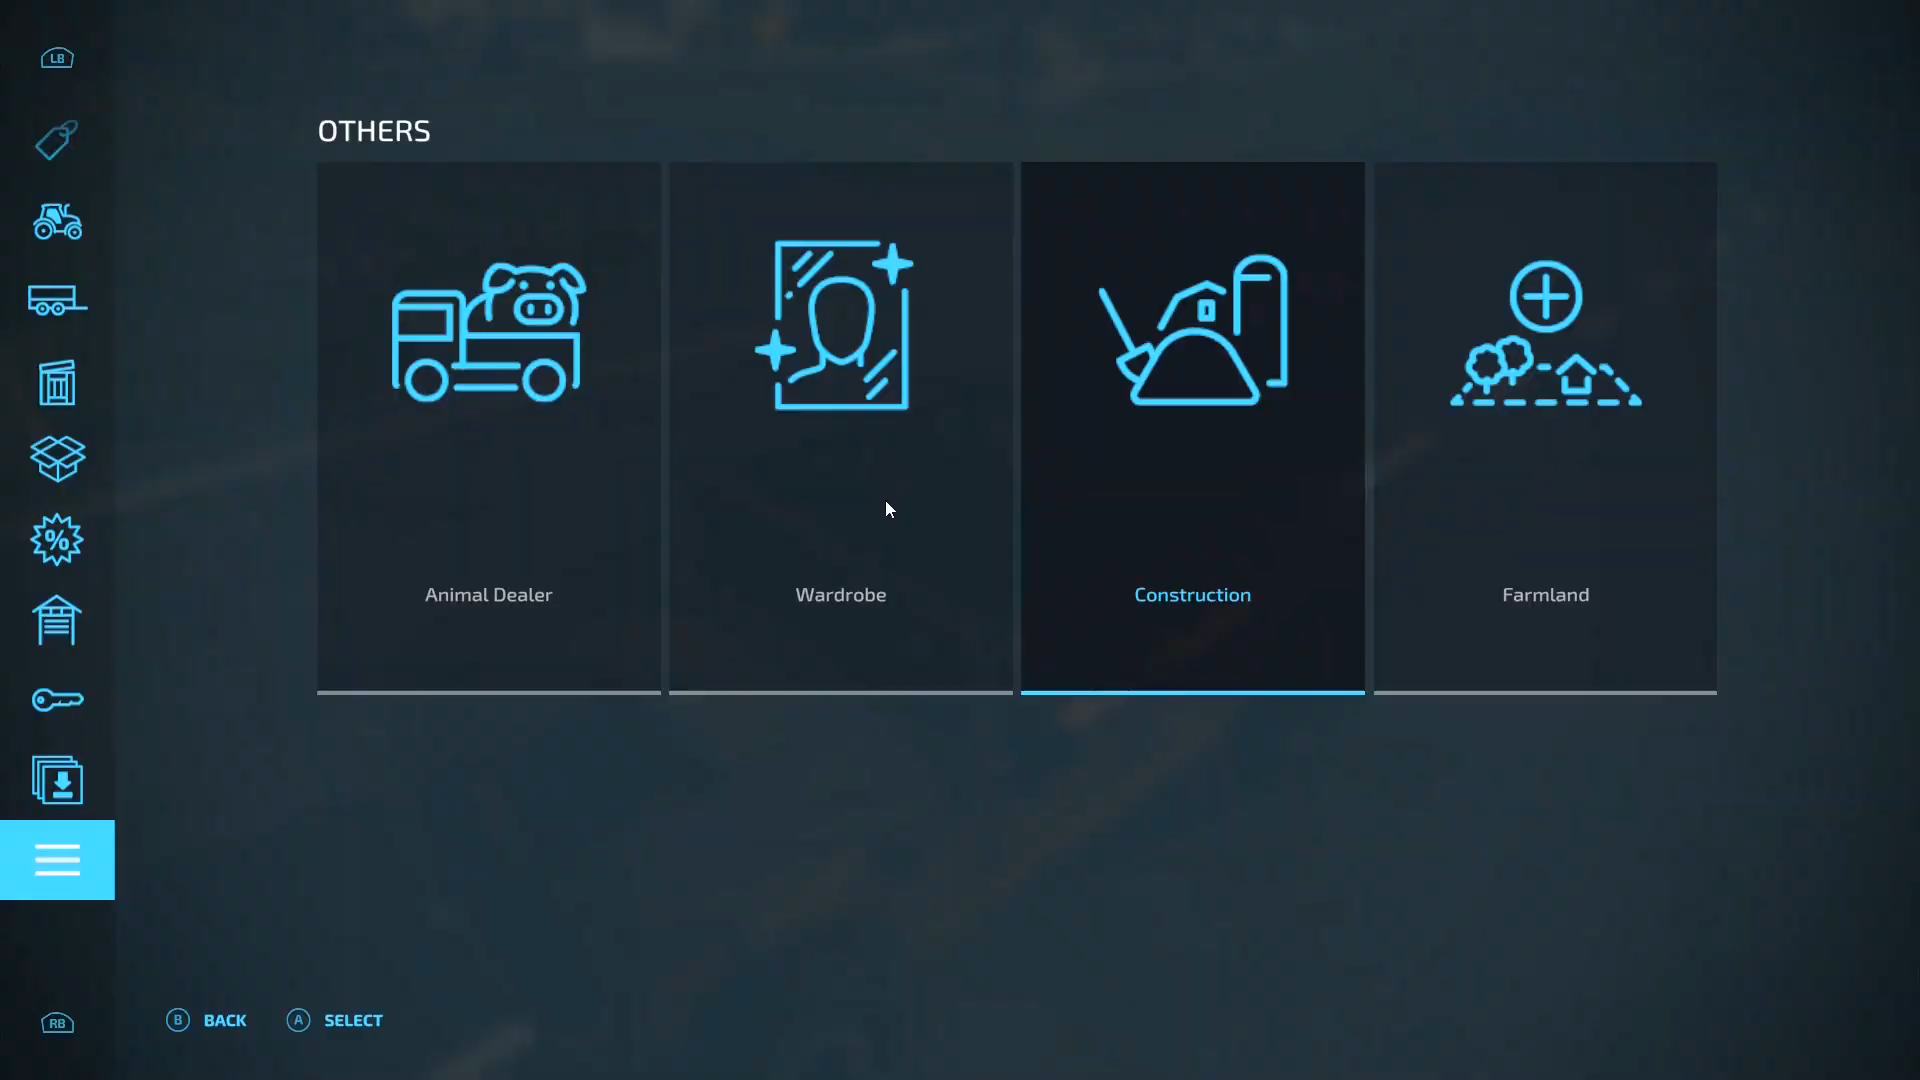 LB
OTHERS
%
Animal Dealer
Wardrobe
Construction
Farmland
RB
B BACK A SELECT